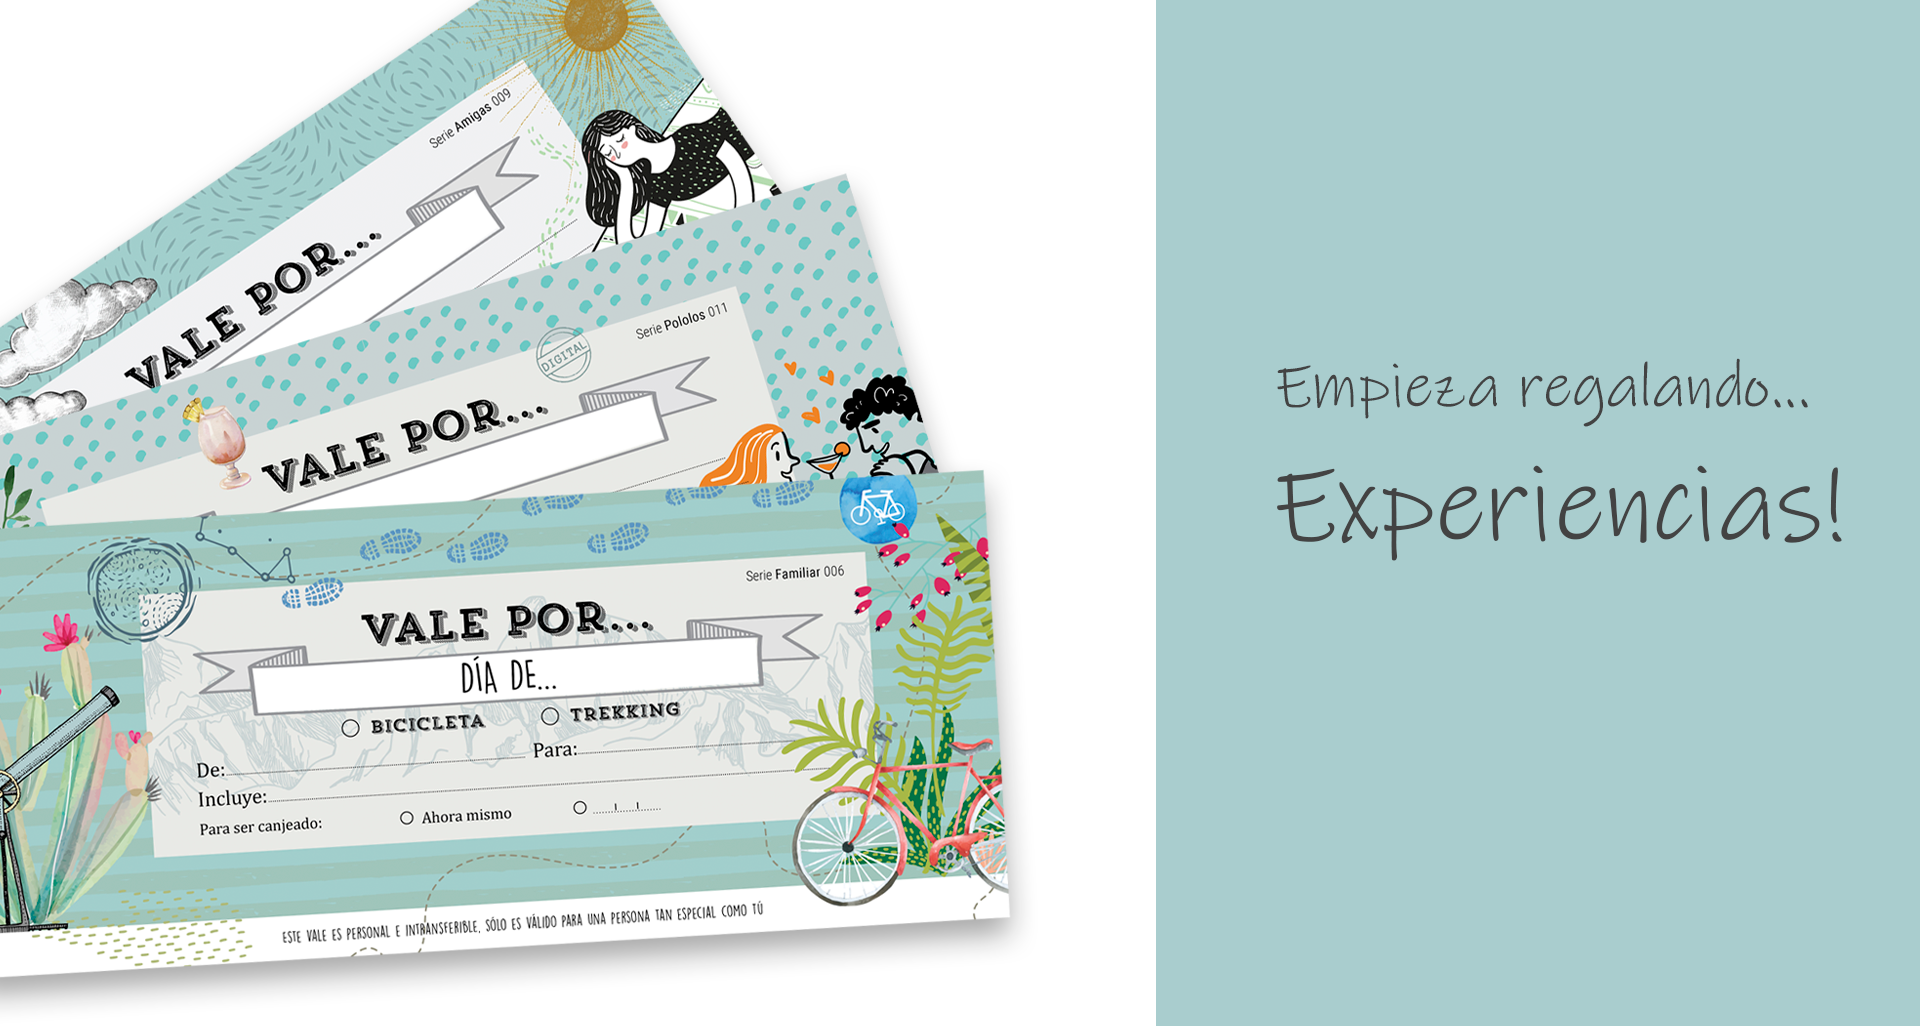 Serie Amigas 009
VALE POR....
Serie Pololos 011
DIGITAL
VALE POR...
Serie Familiar 006
VALE POR...
DÍA DE...
BICICLETA TREKKING
De: Para:
Incluye:
Para ser canjeado: Ahora mismo
ESTE VALE ES PERSONAL E INTRANSFERIBLE, SÓLO ES VÁLIDO PARA UNA PERSONA TAN ESPECIAL COMO TÚ
Empieza regalando...
Experiencias!